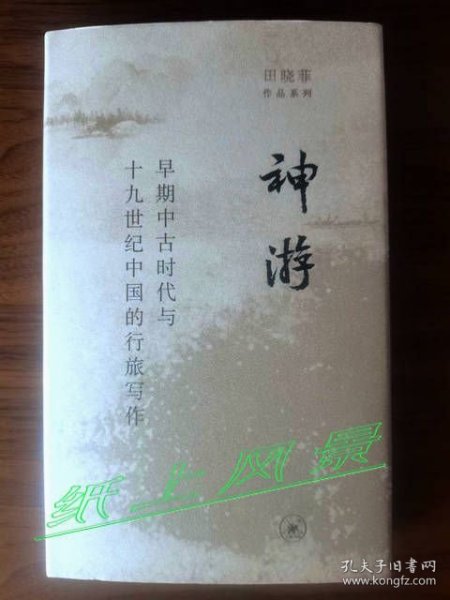 田晓菲
作品系列
神游
早期中古时代与
十九世纪中国的行旅写作
纸上风景
孔夫子旧书网
www.kongfz.com